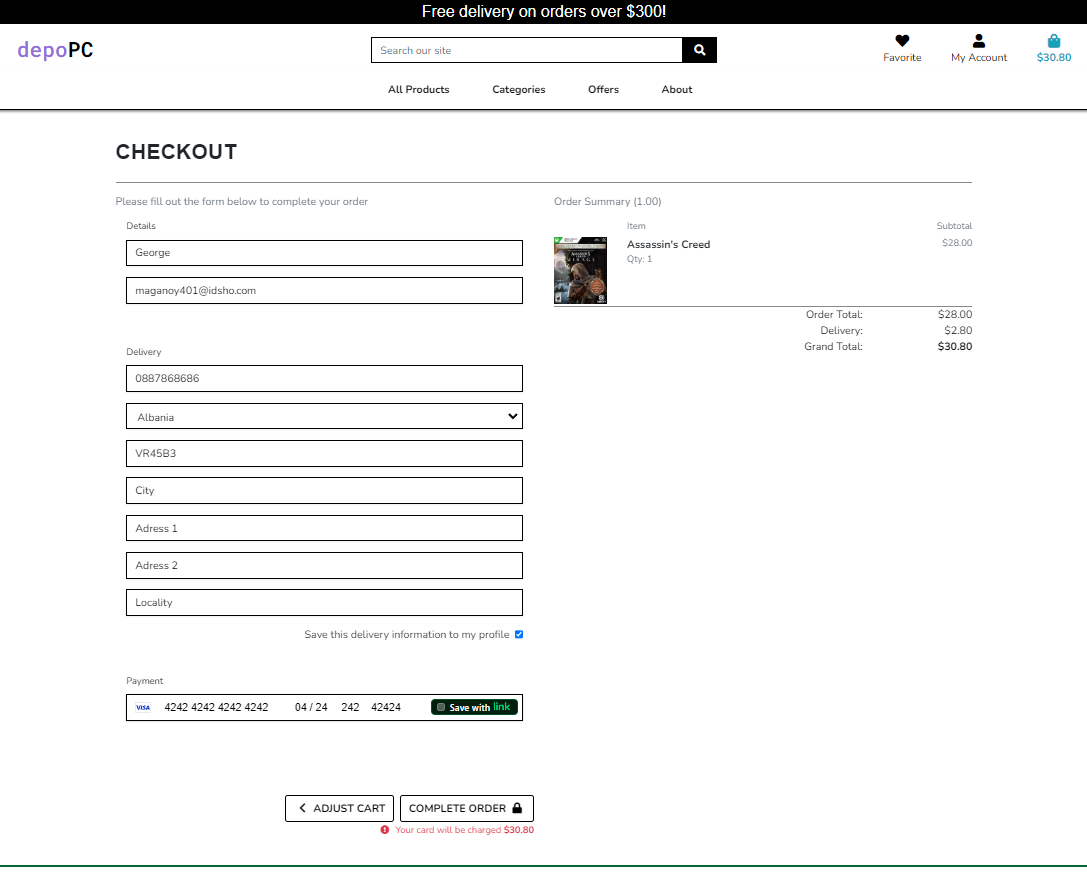 Free delivery on orders over $300!
depoPC
Search our site
Favorite
My Account
$30.80
All Products
Categories
Offers
About
CHECKOUT
Please fill out the form below to complete your order
Details
George
maganoy401@idsho.com
Delivery
0887868686
Albania
VR45B3
City
Adress 1
Adress 2
Locality
Save this delivery information to my profile
Payment
VISA 4242 4242 4242 4242 04 / 24 242 42424 Save with link
ADJUST CART
COMPLETE ORDER
Your card will be charged $30.80
Order Summary (1.00)
Item Subtotal
Assassin's Creed $28.00
Qty: 1
Order Total: $28.00
Delivery: $2.80
Grand Total: $30.80